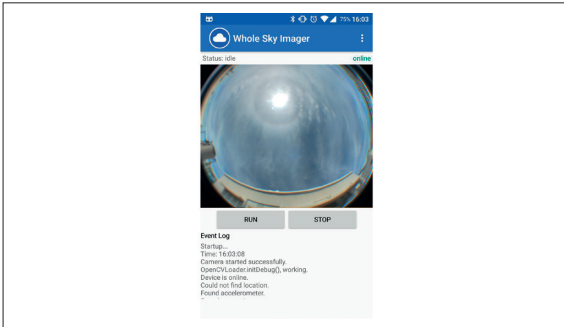 75% 16:03
Whole Sky Imager
Status: idle online
RUN STOP
Event Log
Startup...
Time: 16:03:08
Camera started successfully.
OpenCVLoader.initDebug(), working.
Device is online.
Could not find location.
Found accelerometer.